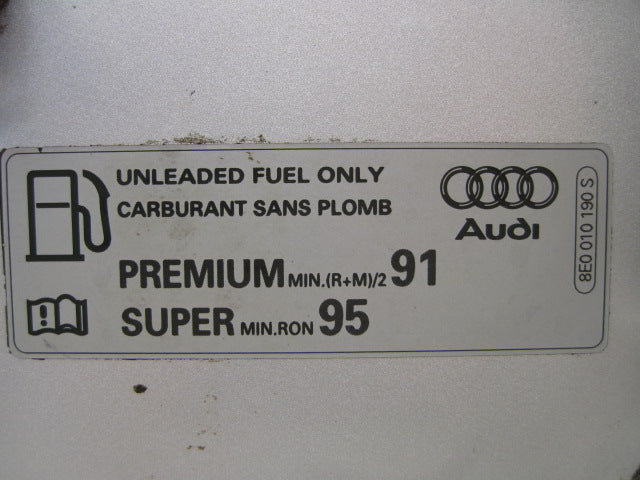 UNLEADED FUEL ONLY
CARBURANT SANS PLOMB
PREMIUM MIN.(R+M)/2 91
SUPER MIN.RON 95
Audi
8E0 010 190 S